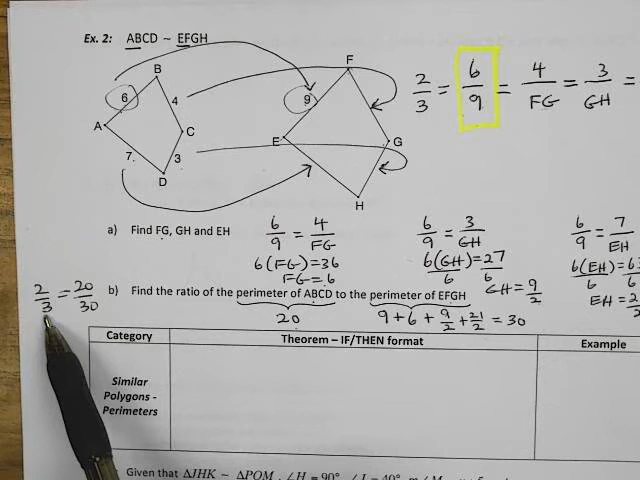 Ex. 2: ABCD ~ EFGH
B
F
6
4
A
C
7
3
D
9
E
G
H
2/3 = 6/9 = 4/FG = 3/GH =
a) Find FG, GH and EH
6/9 = 4/FG
6(FG)=36
FG=6
6/9 = 3/GH
6(GH)/6=27/6
GH=9/2
6/9 = 7/EH
6(EH)/6
EH=
2/3=20/30
b) Find the ratio of the perimeter of ABCD to the perimeter of EFGH
20
9+6+9/2+21/2=30
Category
Theorem – IF/THEN format
Example
Similar
Polygons -
Perimeters
Given that ΔJHK ~ ΔPQM, ∠H = 90°,